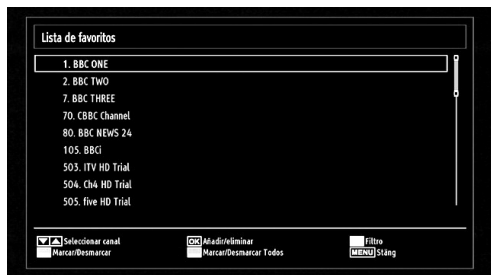 Lista de favoritos
1. BBC ONE
2. BBC TWO
7. BBC THREE
70. CBBC Channel
80. BBC NEWS 24
105. BBCi
503. ITV HD Trial
504. Ch4 HD Trial
505. five HD Trial
Seleccionar canal OK Añadir/eliminar Filtro
Marcar/Desmarcar Marcar/Desmarcar Todos MENU Stäng